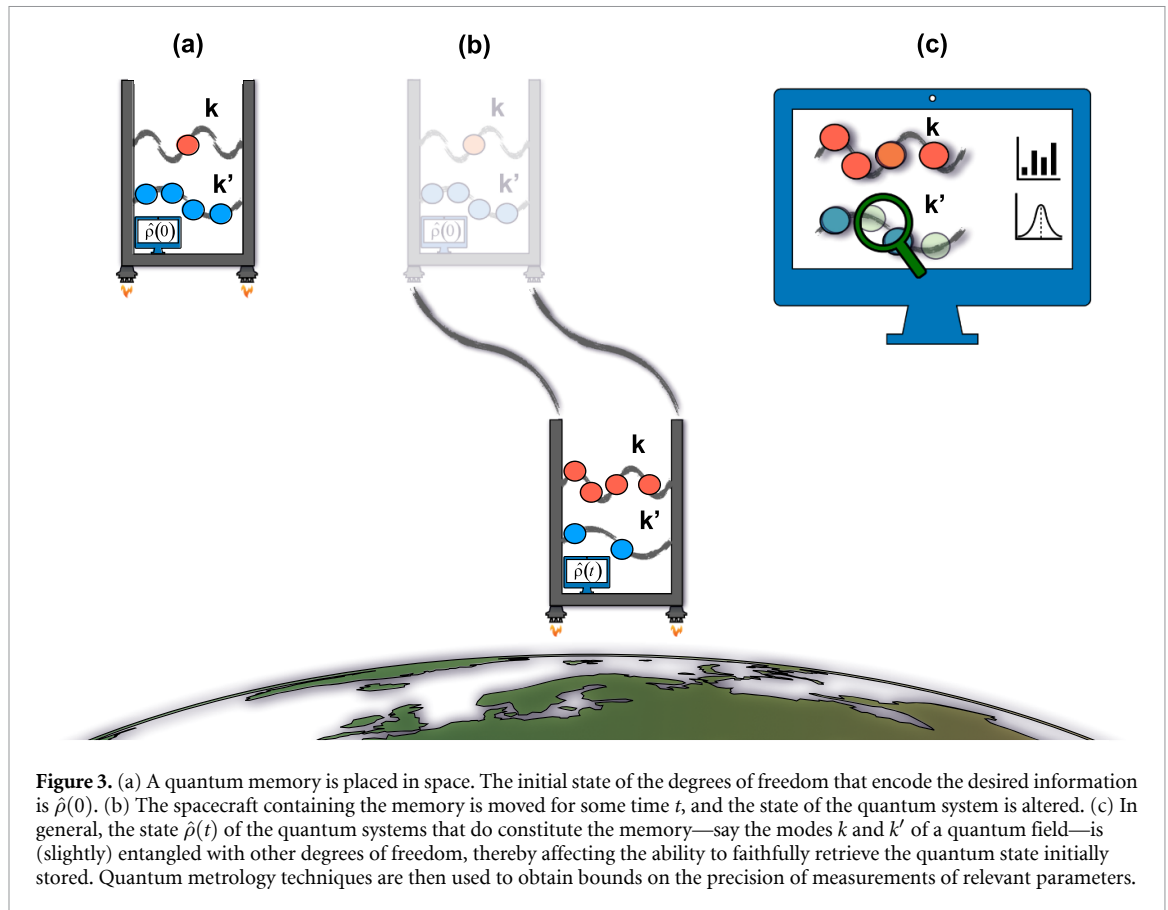 (a)
(b)
(c)
k
k'
ρ̂(0)
k
k'
ρ̂(0)
k
k'
k
k'
ρ̂(t)
Figure 3. (a) A quantum memory is placed in space. The initial state of the degrees of freedom that encode the desired information
is ρ̂(0). (b) The spacecraft containing the memory is moved for some time t, and the state of the quantum system is altered. (c) In
general, the state ρ̂(t) of the quantum systems that do constitute the memory—say the modes k and k′ of a quantum field—is
(slightly) entangled with other degrees of freedom, thereby affecting the ability to faithfully retrieve the quantum state initially
stored. Quantum metrology techniques are then used to obtain bounds on the precision of measurements of relevant parameters.